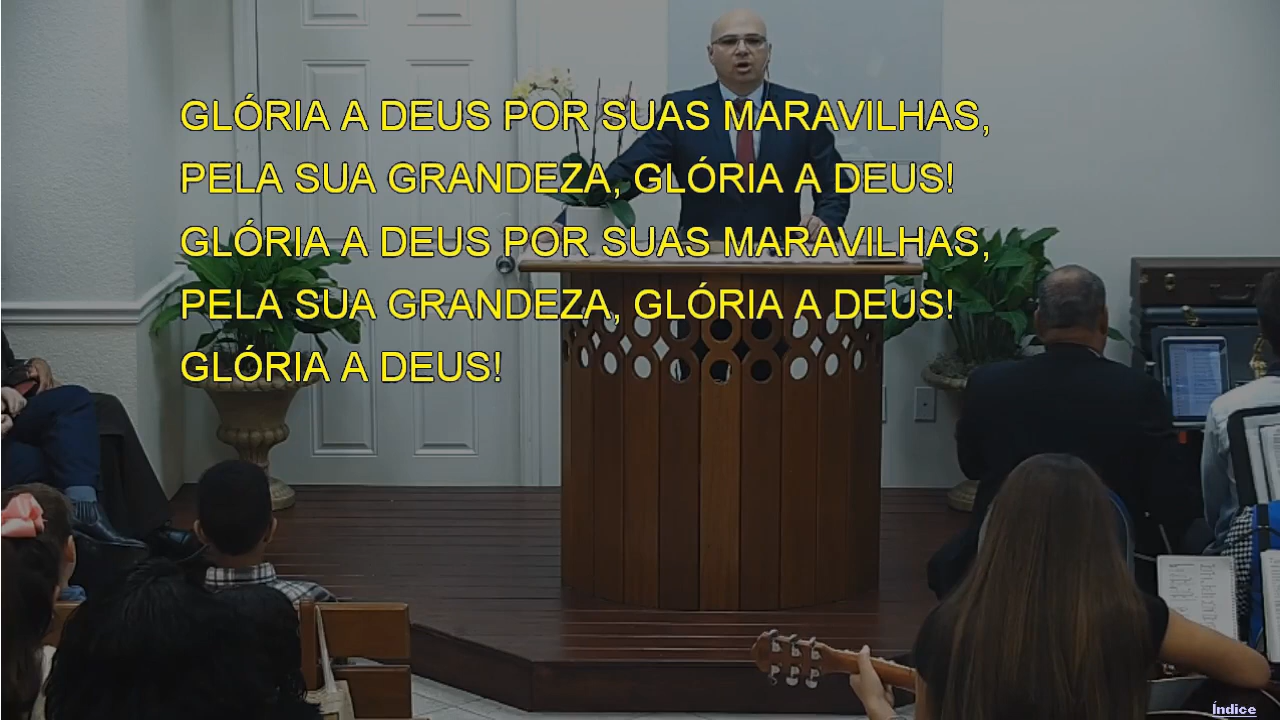 GLÓRIA A DEUS POR SUAS MARAVILHAS,
PELA SUA GRANDEZA, GLÓRIA A DEUS!
GLÓRIA A DEUS POR SUAS MARAVILHAS,
PELA SUA GRANDEZA, GLÓRIA A DEUS!
GLÓRIA A DEUS!
Índice